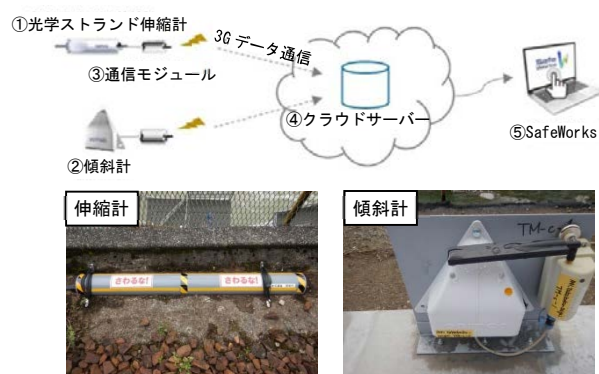 ①光学ストランド伸縮計
3G データ通信
③通信モジュール
④クラウドサーバー
⑤SafeWorks
②傾斜計
伸縮計
さわるな!
さわるな!
傾斜計